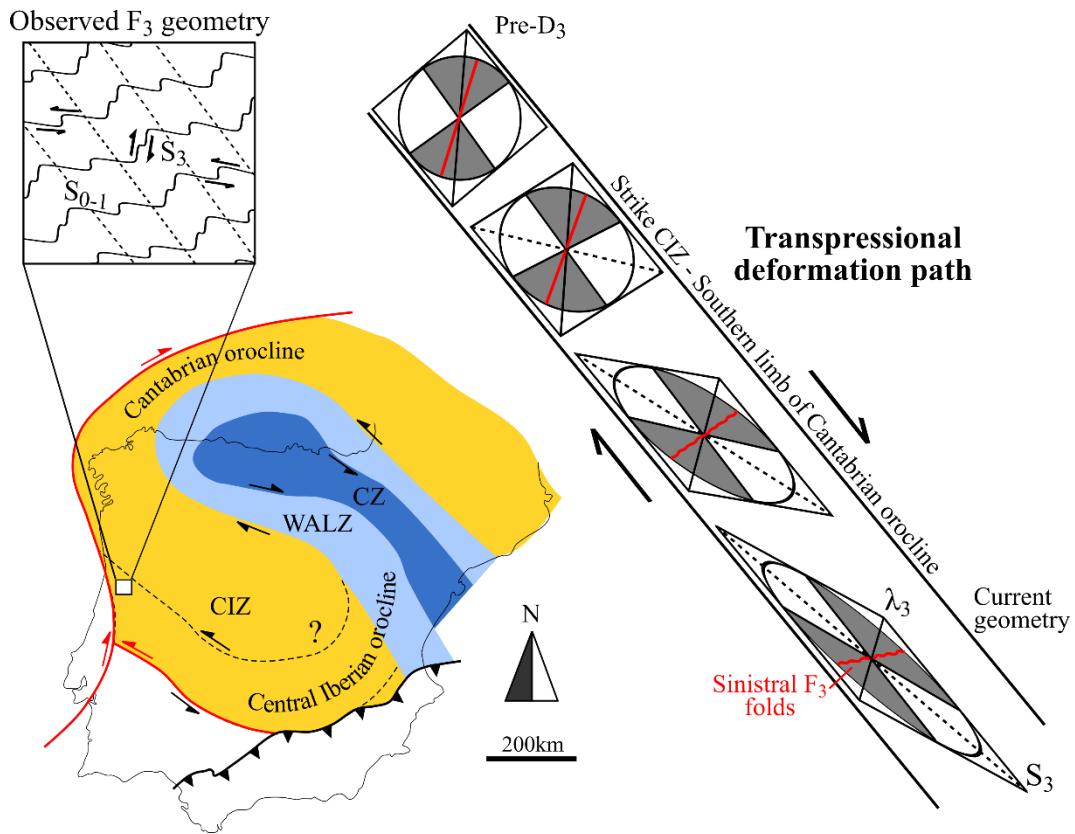 Observed F₃ geometry
S₃
S₀₋₁
Pre-D₃
Strike CIZ - Southern limb of Cantabrian orocline
Transpressional
deformation path
Cantabrian orocline
CZ
WALZ
CIZ
?
Central Iberian orocline
N
200km
λ₃
Current
geometry
Sinistral F₃
folds
S₃